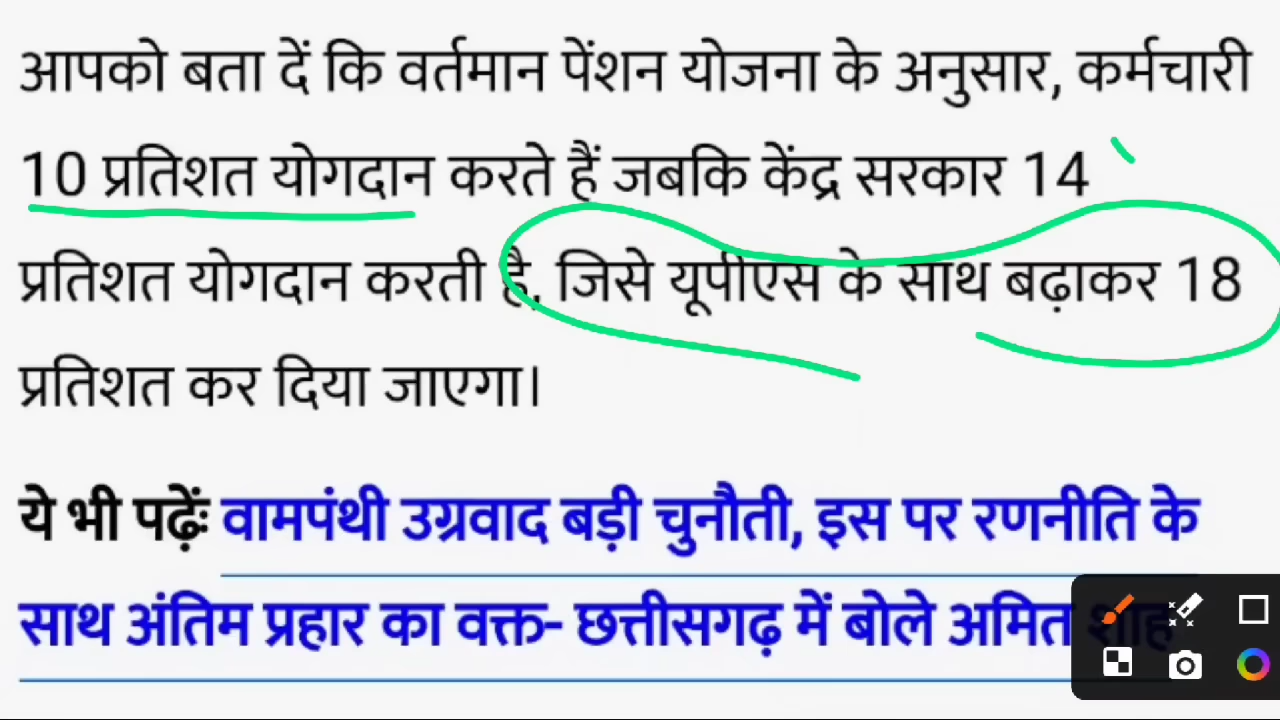 आपको बता दें कि वर्तमान पेंशन योजना के अनुसार, कर्मचारी
10 प्रतिशत योगदान करते हैं जबकि केंद्र सरकार 14
प्रतिशत योगदान करती है, जिसे यूपीएस के साथ बढ़ाकर 18
प्रतिशत कर दिया जाएगा।
ये भी पढ़ेंः वामपंथी उग्रवाद बड़ी चुनौती, इस पर रणनीति के
साथ अंतिम प्रहार का वक्त- छत्तीसगढ़ में बोले अमित शाह